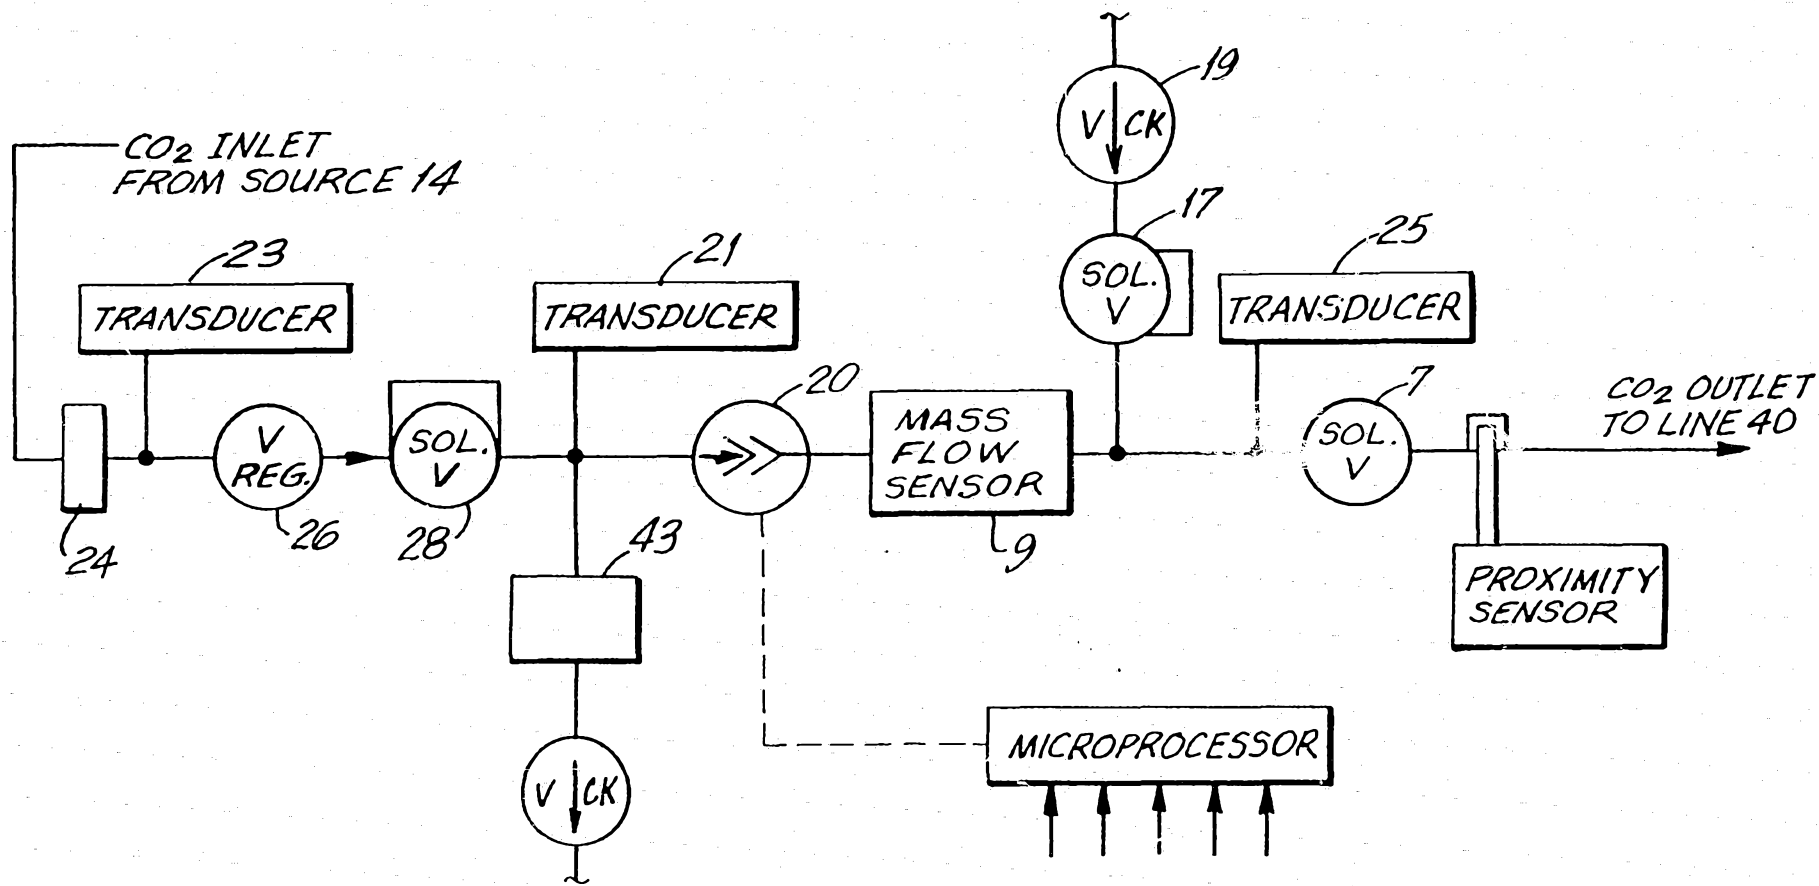 19
V CK
CO2 INLET
FROM SOURCE 14
17
SOL.
V
23
TRANSDUCER
21
TRANSDUCER
25
TRANSDUCER
20
7
CO2 OUTLET
TO LINE 40
V
REG.
SOL.
V
MASS
FLOW
SENSOR
SOL.
V
24
26
28
43
9
PROXIMITY
SENSOR
MICROPROCESSOR
V CK